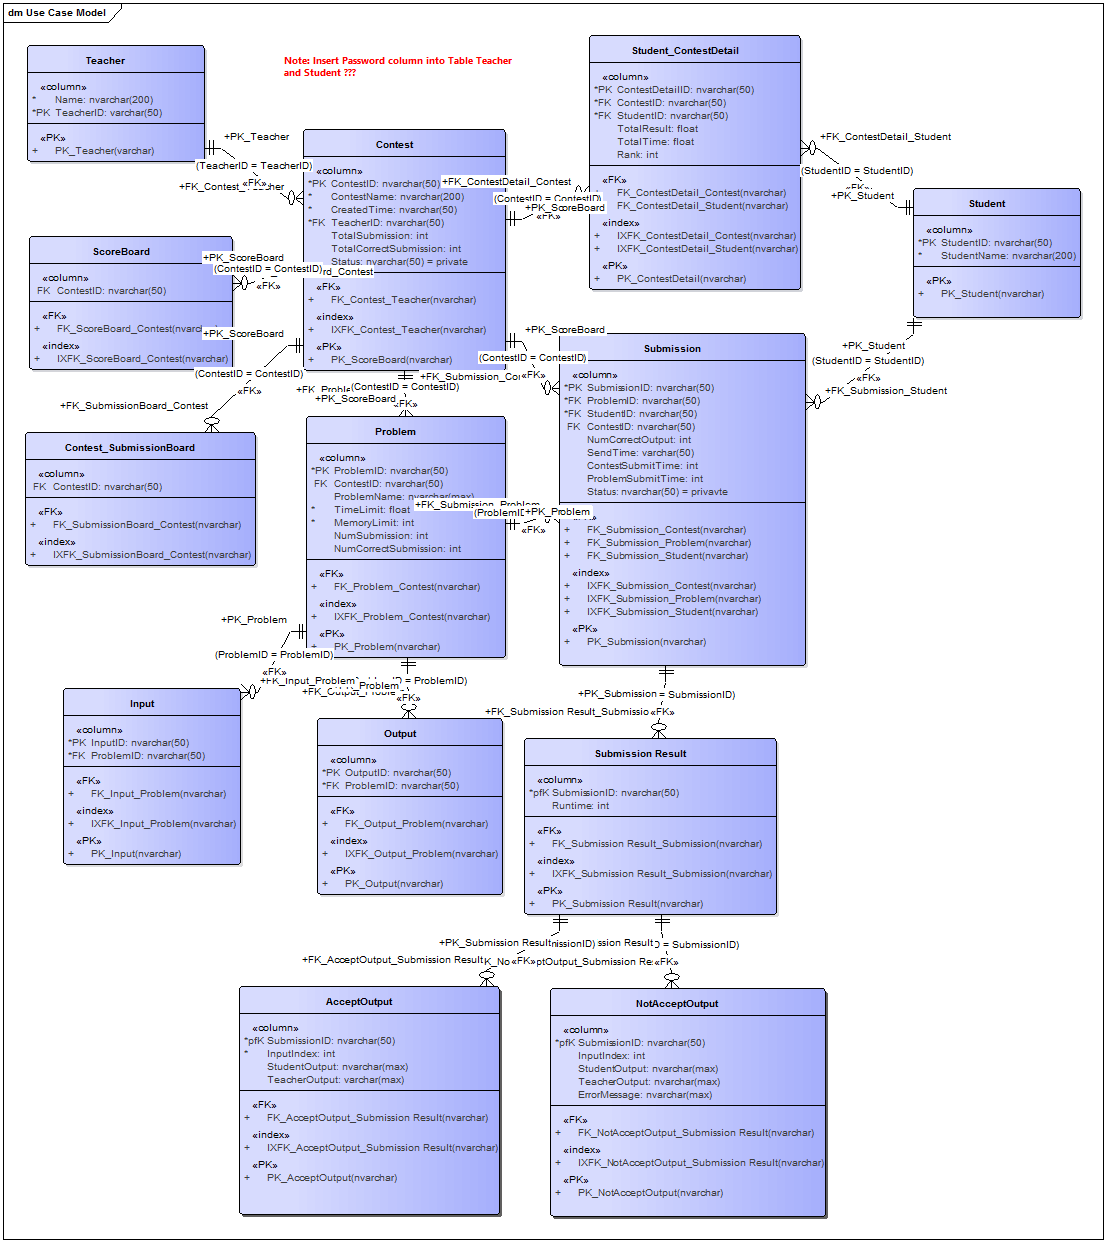 dm Use Case Model
Note: Insert Password column into Table Teacher
and Student ???
Teacher
«column»
* Name: nvarchar(200)
*PK TeacherID: varchar(50)
«PK»
+ PK_Teacher(varchar)
+PK_Teacher
(TeacherID = TeacherID)
«FK»
Contest
«column»
*PK ContestID: nvarchar(50)
* ContestName: nvarchar(200)
* CreatedTime: nvarchar(50)
*FK TeacherID: nvarchar(50)
TotalSubmission: int
TotalCorrectSubmission: int
Status: nvarchar(50) = private
«FK»
+ FK_Contest_Teacher(nvarchar)
«index»
+ IXFK_Contest_Teacher(nvarchar)
«PK»
+ PK_ScoreBoard(nvarchar)
+FK_ContestDetail_Contest
(ContestID = ContestID)
+PK_ScoreBoard
«FK»
Student_ContestDetail
«column»
*PK ContestDetailID: nvarchar(50)
*FK ContestID: nvarchar(50)
*FK StudentID: nvarchar(50)
TotalResult: float
TotalTime: float
Rank: int
«FK»
+ FK_ContestDetail_Contest(nvarchar)
+ FK_ContestDetail_Student(nvarchar)
«index»
+ IXFK_ContestDetail_Contest(nvarchar)
+ IXFK_ContestDetail_Student(nvarchar)
«PK»
+ PK_ContestDetail(nvarchar)
+FK_ContestDetail_Student
(StudentID = StudentID)
«FK»
+PK_Student
Student
«column»
*PK StudentID: nvarchar(50)
* StudentName: nvarchar(200)
«PK»
+ PK_Student(nvarchar)
+PK_Student
(StudentID = StudentID)
«FK»
+FK_Submission_Student
ScoreBoard
«column»
FK ContestID: nvarchar(50)
«FK»
+ FK_ScoreBoard_Contest(nvarchar)
«index»
+ IXFK_ScoreBoard_Contest(nvarchar)
+PK_ScoreBoard
(ContestID = ContestID)
«FK»
+PK_ScoreBoard
(ContestID = ContestID)
«FK»
+FK_SubmissionBoard_Contest
Contest_SubmissionBoard
«column»
FK ContestID: nvarchar(50)
«FK»
+ FK_SubmissionBoard_Contest(nvarchar)
«index»
+ IXFK_SubmissionBoard_Contest(nvarchar)
(ContestID = ContestID)
+PK_ScoreBoard
«FK»
+PK_ScoreBoard
(ContestID = ContestID)
«FK»
Submission
«column»
*PK SubmissionID: nvarchar(50)
*FK ProblemID: nvarchar(50)
*FK StudentID: nvarchar(50)
FK ContestID: nvarchar(50)
NumCorrectOutput: int
SendTime: varchar(50)
ContestSubmitTime: int
ProblemSubmitTime: int
Status: nvarchar(50) = privavte
+ FK_Submission_Contest(nvarchar)
+ FK_Submission_Problem(nvarchar)
+ FK_Submission_Student(nvarchar)
«index»
+ IXFK_Submission_Contest(nvarchar)
+ IXFK_Submission_Problem(nvarchar)
+ IXFK_Submission_Student(nvarchar)
«PK»
+ PK_Submission(nvarchar)
Problem
«column»
*PK ProblemID: nvarchar(50)
FK ContestID: nvarchar(50)
ProblemName: nvarchar(max)
* TimeLimit: float
* MemoryLimit: int
NumSubmission: int
NumCorrectSubmission: int
«FK»
+ FK_Problem_Contest(nvarchar)
«index»
+ IXFK_Problem_Contest(nvarchar)
«PK»
+ PK_Problem(nvarchar)
+FK_Submission_Problem
+PK_Problem
«FK»
+PK_Problem
(ProblemID = ProblemID)
«FK»
+FK_Input_Problem
«FK»
Input
«column»
*PK InputID: nvarchar(50)
*FK ProblemID: nvarchar(50)
«FK»
+ FK_Input_Problem(nvarchar)
«index»
+ IXFK_Input_Problem(nvarchar)
«PK»
+ PK_Input(nvarchar)
Output
«column»
*PK OutputID: nvarchar(50)
*FK ProblemID: nvarchar(50)
«FK»
+ FK_Output_Problem(nvarchar)
«index»
+ IXFK_Output_Problem(nvarchar)
«PK»
+ PK_Output(nvarchar)
+PK_Submission = SubmissionID)
+FK_Submission Result_Submissio «FK»
Submission Result
«column»
*pfK SubmissionID: nvarchar(50)
Runtime: int
«FK»
+ FK_Submission Result_Submission(nvarchar)
«index»
+ IXFK_Submission Result_Submission(nvarchar)
«PK»
+ PK_Submission Result(nvarchar)
+PK_Submission Result
= SubmissionID)
+FK_AcceptOutput_Submission Result
«FK»
«FK»
AcceptOutput
«column»
*pfK SubmissionID: nvarchar(50)
* InputIndex: int
StudentOutput: nvarchar(max)
TeacherOutput: varchar(max)
«FK»
+ FK_AcceptOutput_Submission Result(nvarchar)
«index»
+ IXFK_AcceptOutput_Submission Result(nvarchar)
«PK»
+ PK_AcceptOutput(nvarchar)
NotAcceptOutput
«column»
*pfK SubmissionID: nvarchar(50)
InputIndex: int
StudentOutput: nvarchar(max)
TeacherOutput: nvarchar(max)
ErrorMessage: nvarchar(max)
«FK»
+ FK_NotAcceptOutput_Submission Result(nvarchar)
«index»
+ IXFK_NotAcceptOutput_Submission Result(nvarchar)
«PK»
+ PK_NotAcceptOutput(nvarchar)